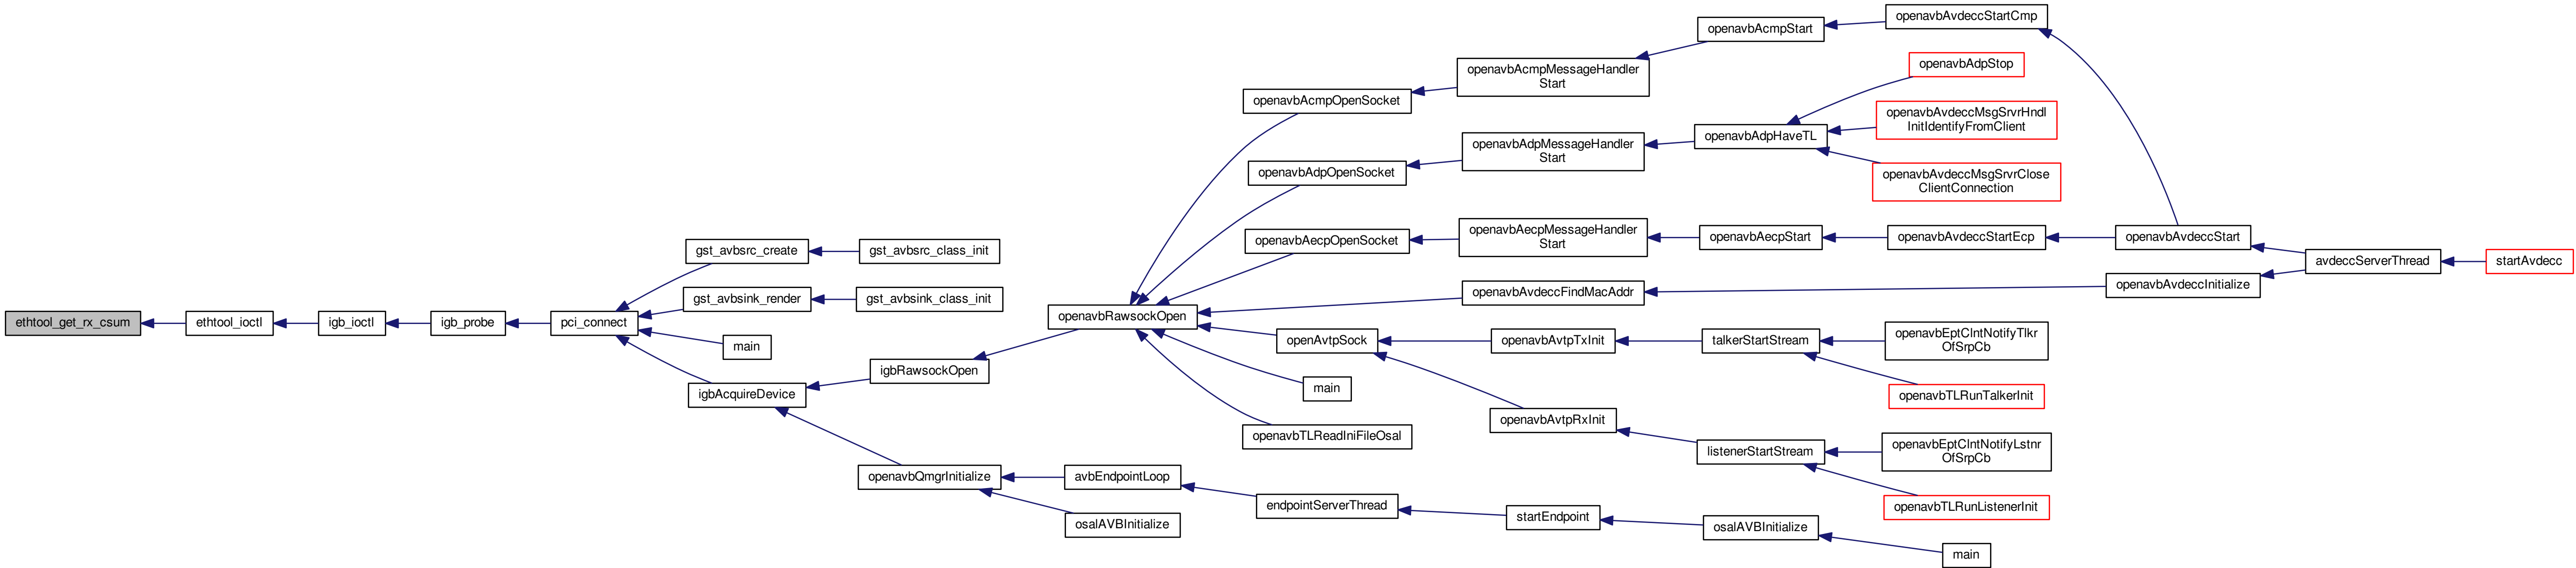 ethtool_get_rx_csum
ethtool_ioctl
igb_ioctl
igb_probe
pci_connect
gst_avbsrc_create
gst_avbsrc_class_init
gst_avbsink_render
gst_avbsink_class_init
main
igbAcquireDevice
igbRawsockOpen
openavbRawsockOpen
openavbAcmpOpenSocket
openavbAcmpMessageHandler
Start
openavbAcmpStart
openavbAvdeccStartCmp
openavbAdpOpenSocket
openavbAdpMessageHandler
Start
openavbAdpHaveTL
openavbAdpStop
openavbAvdeccMsgSrvrHndl
InitIdentifyFromClient
openavbAvdeccMsgSrvrClose
ClientConnection
openavbAecpOpenSocket
openavbAecpMessageHandler
Start
openavbAecpStart
openavbAvdeccStartEcp
openavbAvdeccStart
avdeccServerThread
startAvdecc
openavbAvdeccFindMacAddr
openavbAvdeccInitialize
openAvtpSock
openavbAvtpTxInit
talkerStartStream
openavbEptClntNotifyTlkr
OfSrpCb
openavbTLRunTalkerInit
main
openavbAvtpRxInit
listenerStartStream
openavbEptClntNotifyLstnr
OfSrpCb
openavbTLRunListenerInit
openavbTLReadIniFileOsal
openavbQmgrInitialize
avbEndpointLoop
endpointServerThread
startEndpoint
osalAVBInitialize
main
osalAVBInitialize